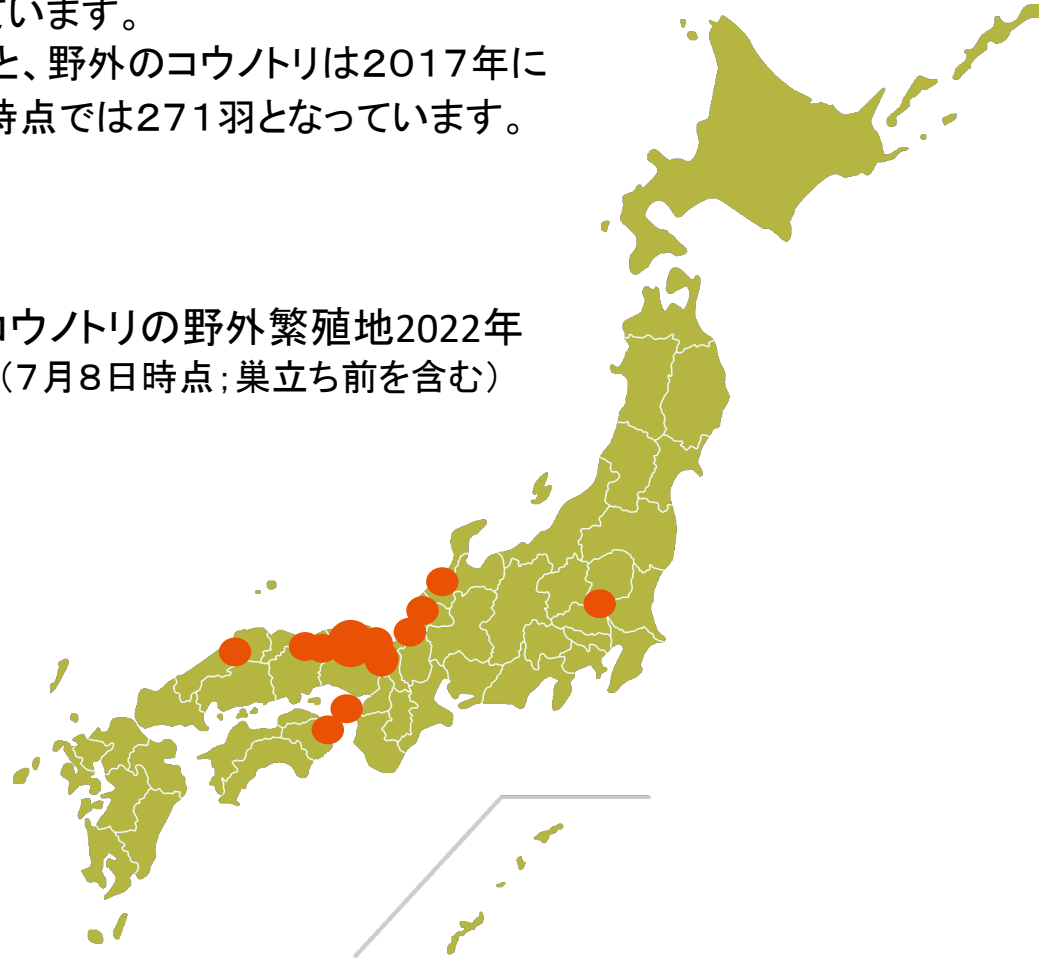 ています。
と、野外のコウノトリは2017年に
時点では271羽となっています。
コウノトリの野外繁殖地2022年
(7月8日時点;巣立ち前を含む)